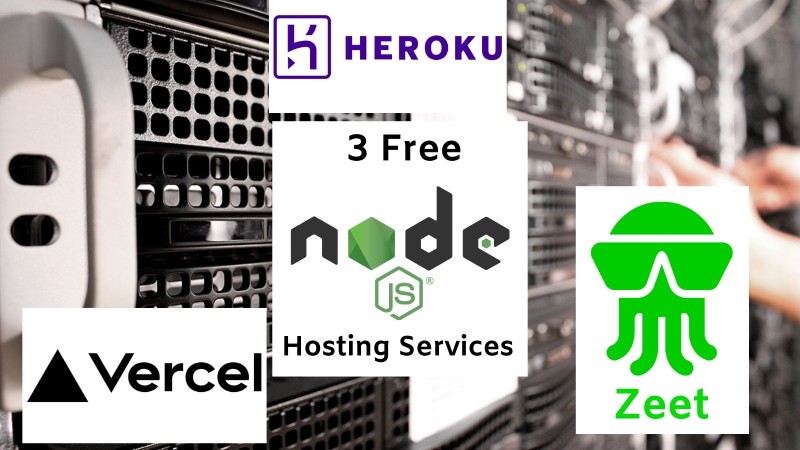 HEROKU
3 Free
node
JS®
Hosting Services
Vercel
Zeet